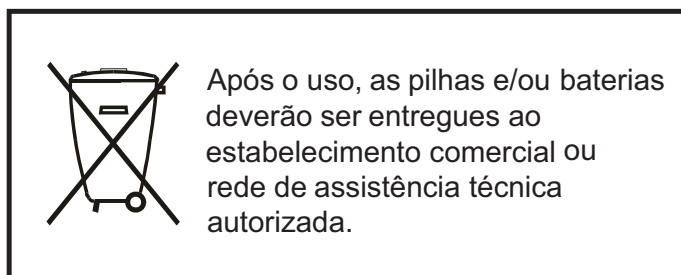 Após o uso, as pilhas e/ou baterias
deverão ser entregues ao
estabelecimento comercial ou
rede de assistência técnica
autorizada.